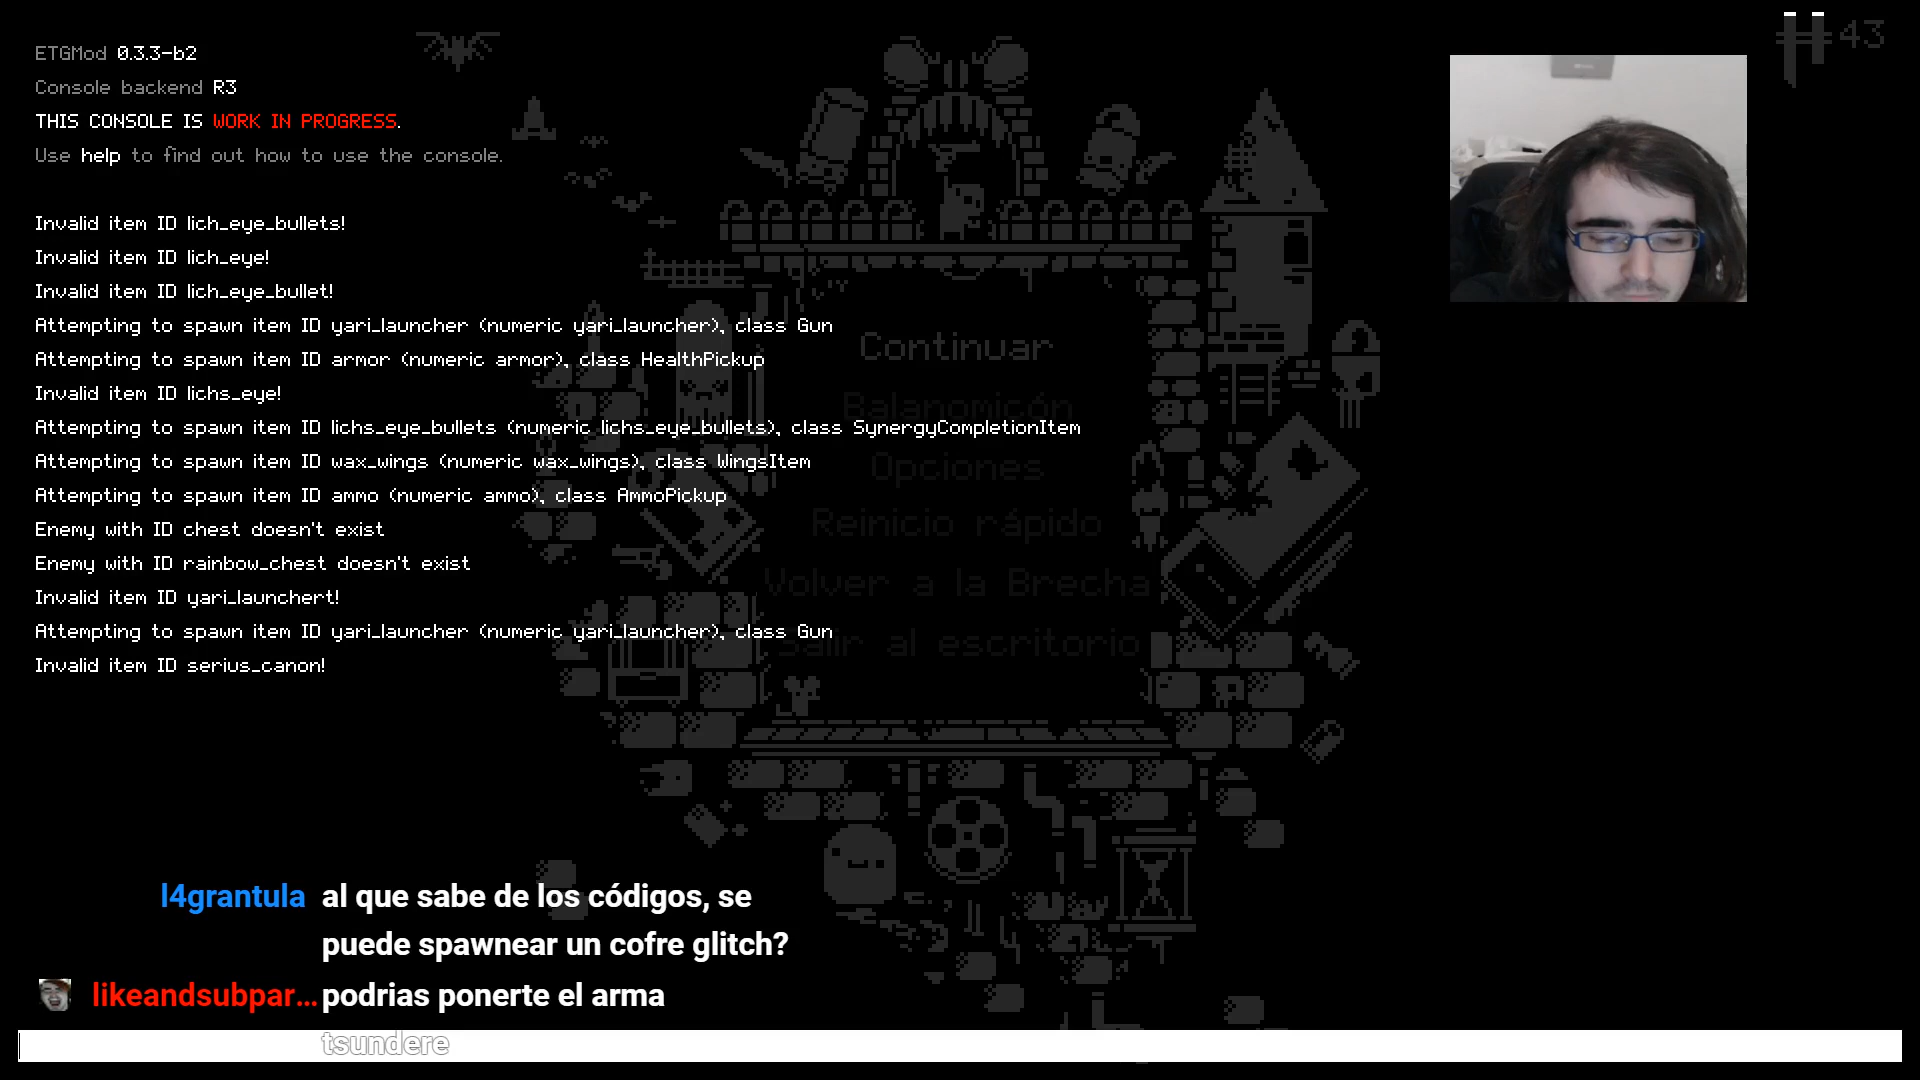 ETGMod 0.3.3-b2
43
Console backend R3
THIS CONSOLE IS WORK IN PROGRESS.
Use help to find out how to use the console.
Invalid item ID lich_eye_bullets!
Invalid item ID lich_eye!
Invalid item ID lich_eye_bullet!
Attempting to spawn item ID yari_launcher (numeric yari_launcher), class Gun
Attempting to spawn item ID armor (numeric armor), class HealthPickup
Invalid item ID lichs_eye!
Attempting to spawn item ID lichs_eye_bullets (numeric lichs_eye_bullets), class SynergyCompletionItem
Attempting to spawn item ID wax_wings (numeric wax_wings), class WingsItem
Attempting to spawn item ID ammo (numeric ammo), class AmmoPickup
Enemy with ID chest doesn't exist
Enemy with ID rainbow_chest doesn't exist
Invalid item ID yari_launchert!
Attempting to spawn item ID yari_launcher (numeric yari_launcher), class Gun
Invalid item ID serius_canon!
Continuar
Balanomicón
Opciones
Reinicio rápido
Volver a la Brecha
Salir al escritorio
l4grantula al que sabe de los códigos, se
puede spawnear un cofre glitch?
likeandsubpar... podrias ponerte el arma
tsundere